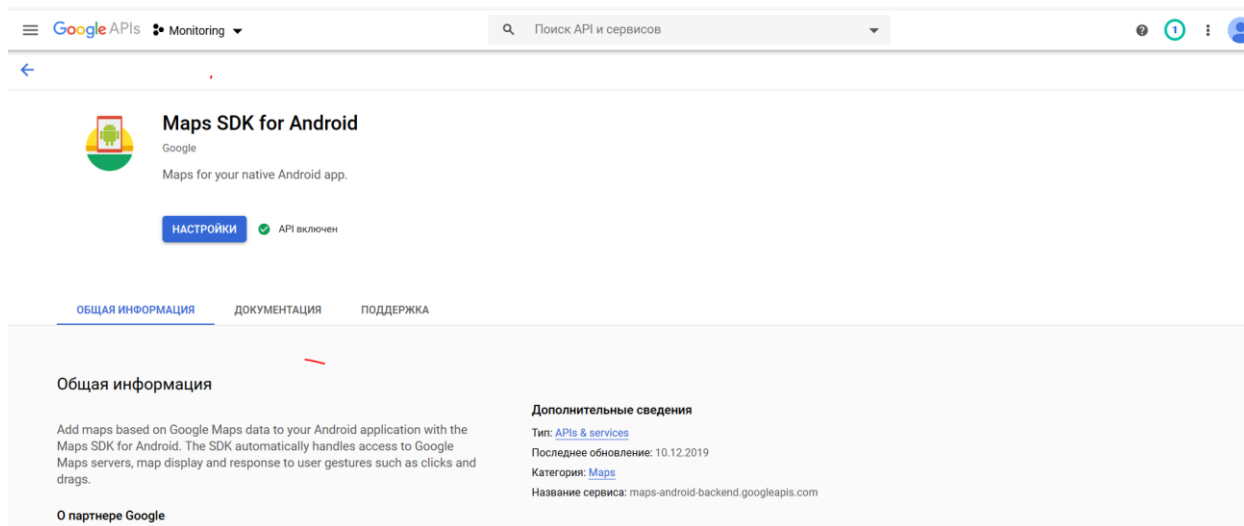 Google APIs Monitoring Поиск API и сервисов 1
Maps SDK for Android
Google
Maps for your native Android app.
НАСТРОЙКИ API включен
ОБЩАЯ ИНФОРМАЦИЯ ДОКУМЕНТАЦИЯ ПОДДЕРЖКА
Общая информация
Add maps based on Google Maps data to your Android application with the
Maps SDK for Android. The SDK automatically handles access to Google
Maps servers, map display and response to user gestures such as clicks and
drags.
О партнере Google
Дополнительные сведения
Тип: APIs & services
Последнее обновление: 10.12.2019
Категория: Maps
Название сервиса: maps-android-backend.googleapis.com